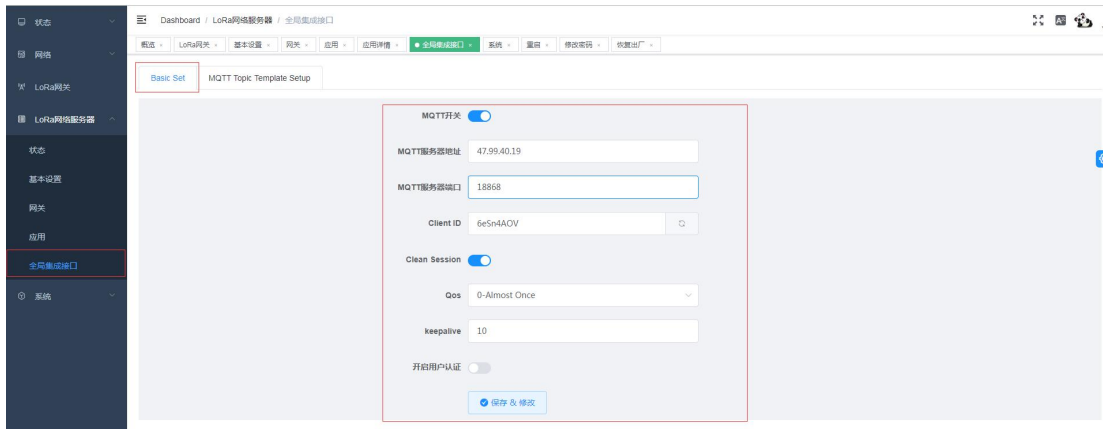 状态
Dashboard / LoRa网络服务器 / 全局集成接口
概览 × LoRa网关 × 基本设置 × 网关 × 应用 × 应用详情 × 全局集成接口 × 系统 × 重启 × 修改密码 × 恢复出厂 ×
网络
LoRa网关
LoRa网络服务器
状态
基本设置
网关
应用
全局集成接口
系统
Basic Set
MQTT Topic Template Setup
MQTT开关
MQTT服务器地址 47.99.40.19
MQTT服务器端口 18868
Client ID 6eSn4AOV
Clean Session
Qos 0-Almost Once
keepalive 10
开启用户认证
保存 & 修改